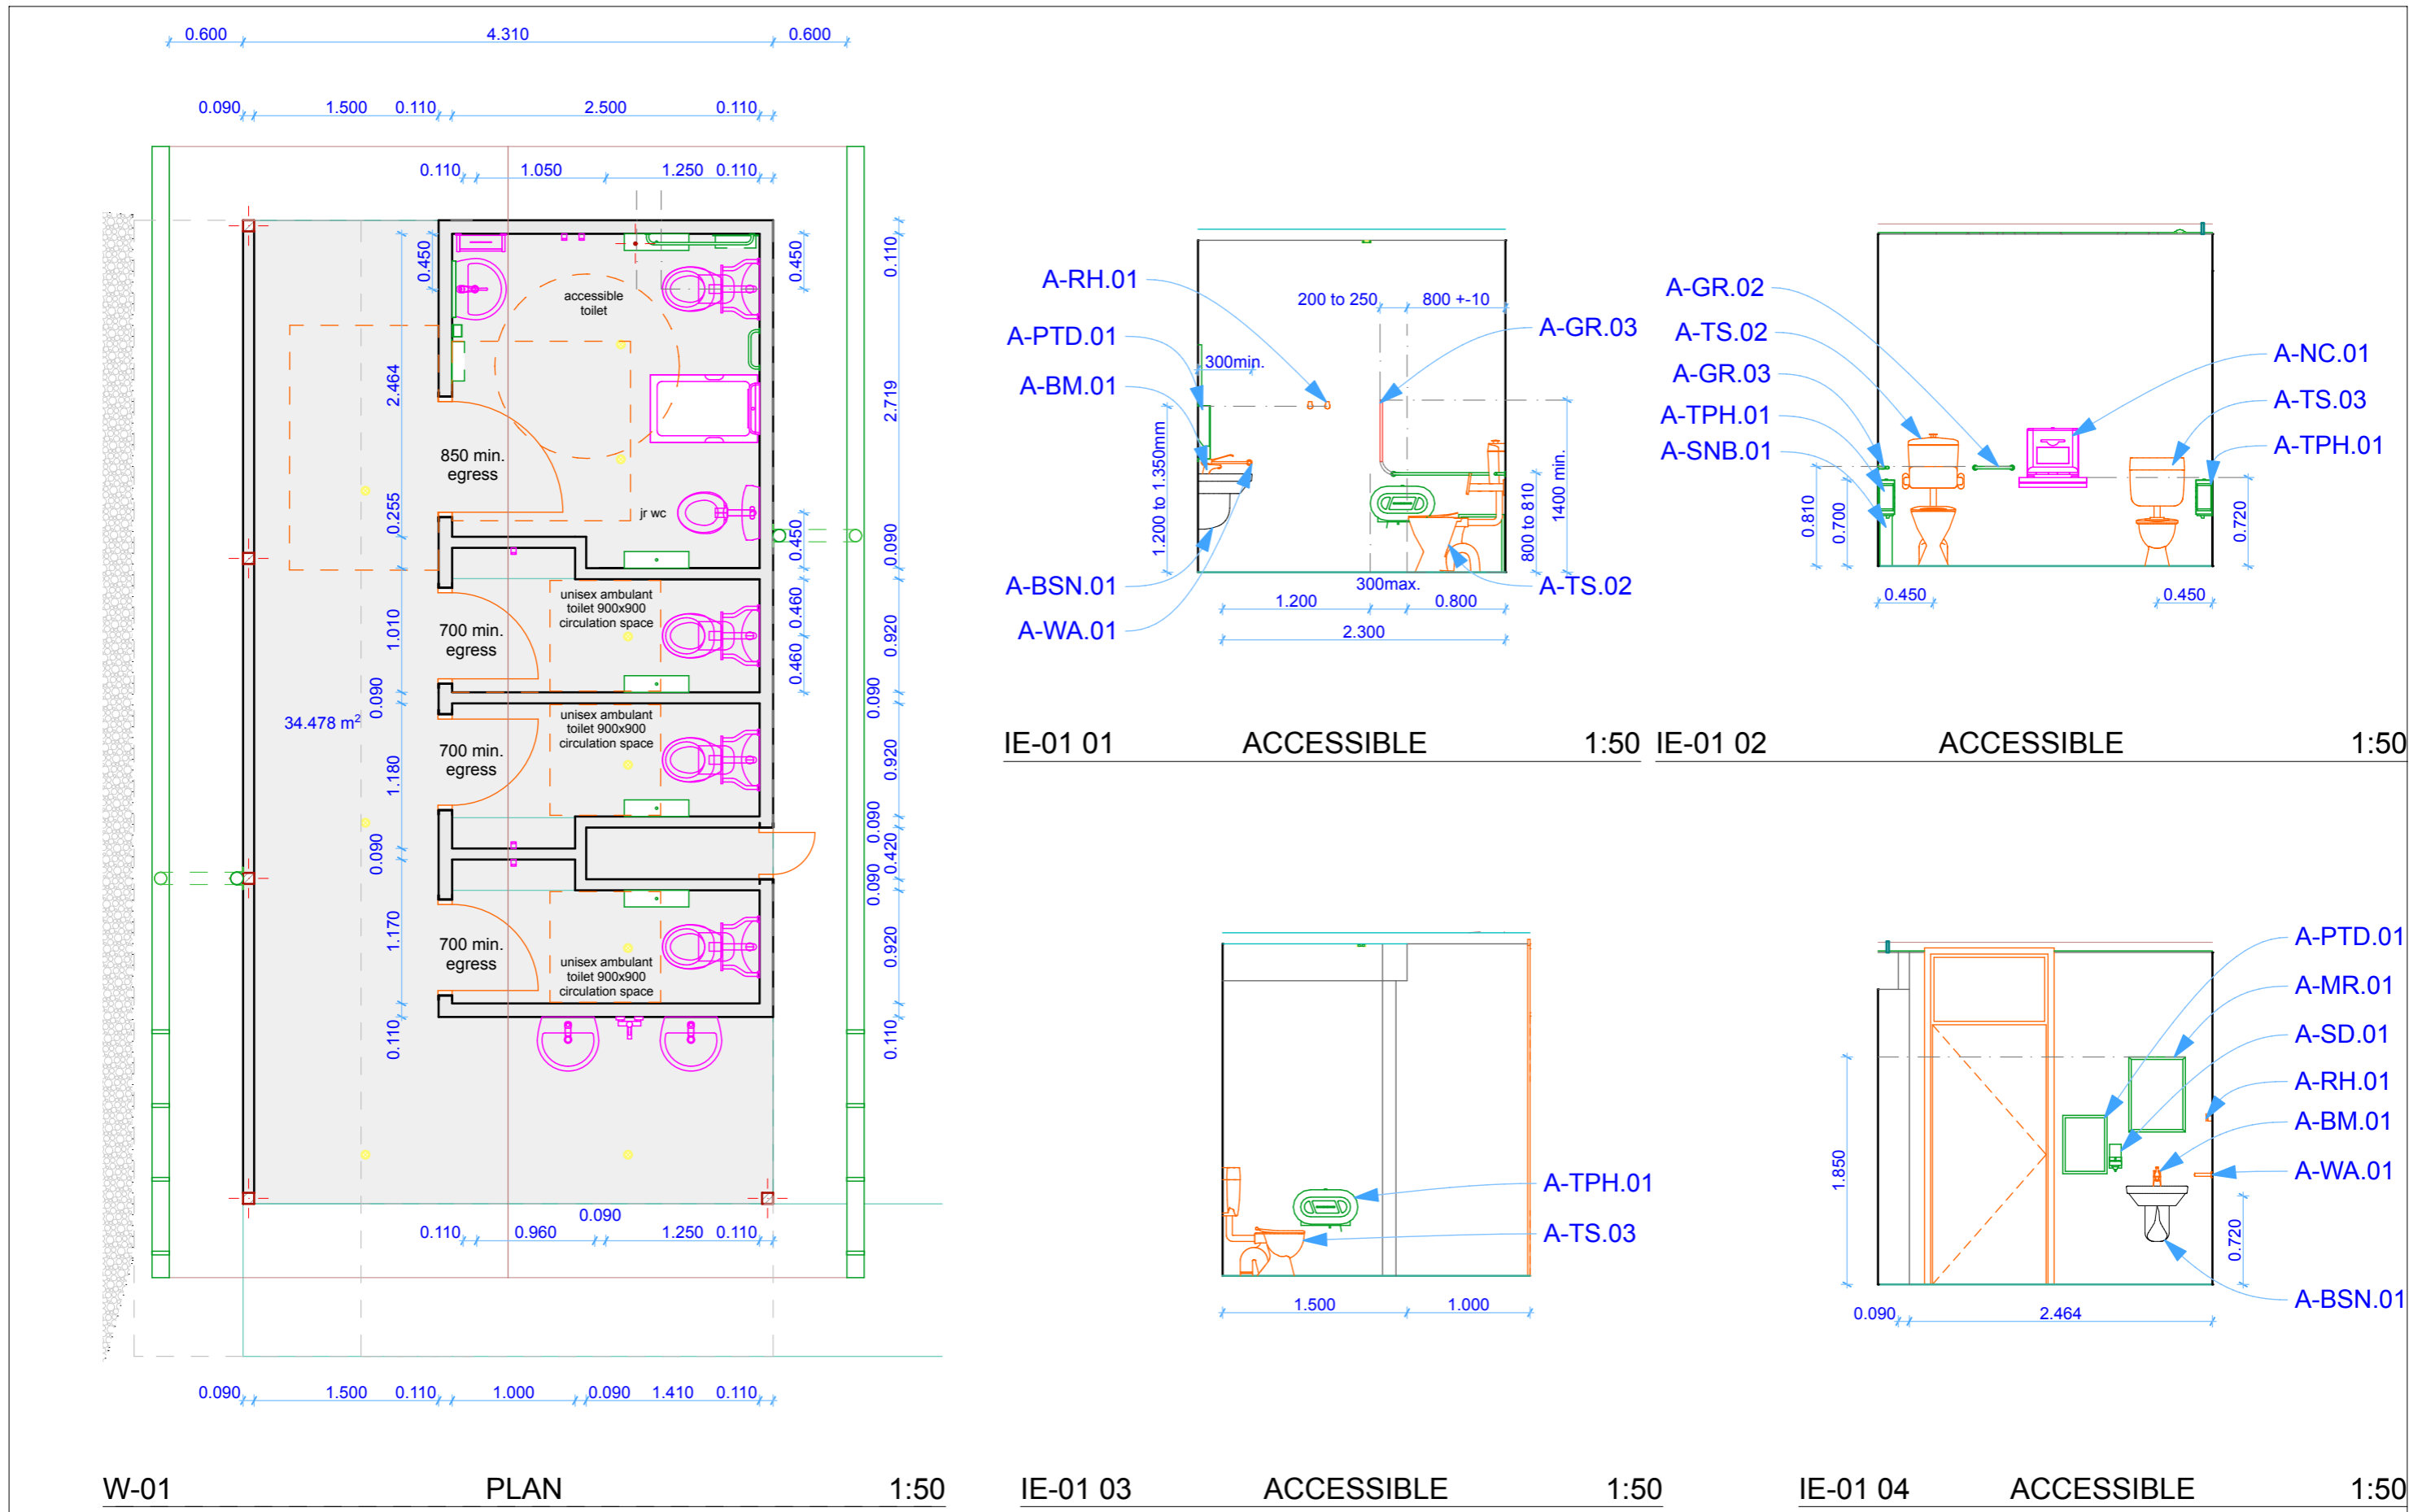 0.600 4.310 0.600
0.090 1.500 0.110 2.500 0.110
0.110 1.050 1.250 0.110
0.450
0.450
0.110
accessible
toilet
2.464
2.719
850 min.
egress
0.255
jr wc
0.450
0.090
unisex ambulant
toilet 900x900
circulation space
0.460
1.010
700 min.
egress
0.920
0.460
0.090
0.090
34.478 m²
unisex ambulant
toilet 900x900
circulation space
700 min.
egress
1.180
0.920
0.090
0.090
0.420
0.090
1.170
700 min.
egress
0.920
unisex ambulant
toilet 900x900
circulation space
0.110
0.110
0.090
0.110 0.960 1.250 0.110
0.090 1.500 0.110 1.000 0.090 1.410 0.110
W-01 PLAN 1:50
A-RH.01
200 to 250 800 +-10
A-PTD.01
A-GR.03
300min.
A-BM.01
1.200 to 1.350mm
1400 min.
800 to 810
A-BSN.01
300max.
A-TS.02
1.200 0.800
A-WA.01
2.300
IE-01 01 ACCESSIBLE 1:50
A-GR.02
A-TS.02
A-NC.01
A-GR.03
A-TS.03
A-TPH.01
A-TPH.01
A-SNB.01
0.810
0.700
0.720
0.450 0.450
IE-01 02 ACCESSIBLE 1:50
A-TPH.01
A-TS.03
1.500 1.000
IE-01 03 ACCESSIBLE 1:50
A-PTD.01
A-MR.01
A-SD.01
A-RH.01
A-BM.01
A-WA.01
1.850
0.720
A-BSN.01
0.090 2.464
IE-01 04 ACCESSIBLE 1:50